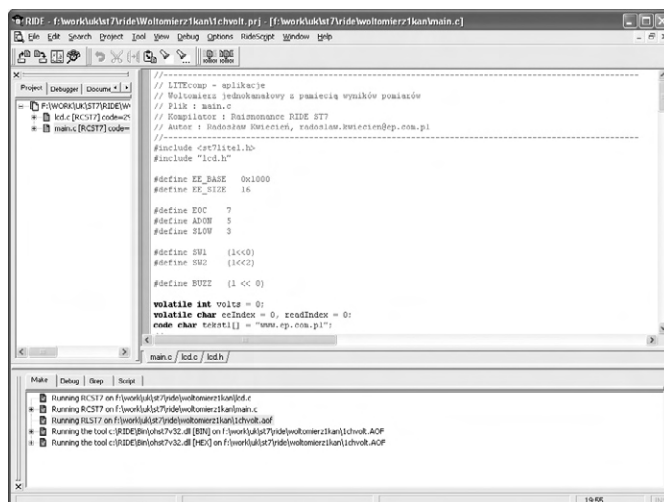 RIDE - f:\work\uk\st7\ride\Woltomierz1kan\1chvolt.prj - [f:\work\uk\st7\ride\woltomierz1kan\main.c]
File Edit Search Project Tool View Debug Options RideScript Window Help
Project Debugger Docume
F:\WORK\UK\ST7\RIDE\W
lcd.c [RCST7] code=2
main.c [RCST7] code=
//
// LITEcomp - aplikacje
// Woltomierz jednokanałowy z pamięcią wyników pomiarów
// Plik : main.c
// Kompilator : Raisonance RIDE ST7
// Autor : Radosław Kwiecień, radoslaw.kwiecien@ep.com.pl
//
#include <st7lite1.h>
#include "lcd.h"
#define EE_BASE 0x1000
#define EE_SIZE 16
#define EOC 7
#define ADON 5
#define SLOW 3
#define SW1 (1<<0)
#define SW2 (1<<2)
#define BUZZ (1 << 0)
volatile int volts = 0;
volatile char eeIndex = 0, readIndex = 0;
code char tekst1[] = "www.ep.com.pl";
main.c lcd.c lcd.h
Make Debug Grep Script
Running RCST7 on f:\work\uk\st7\ride\woltomierz1kan\lcd.c
Running RCST7 on f:\work\uk\st7\ride\woltomierz1kan\main.c
Running RLST7 on f:\work\uk\st7\ride\woltomierz1kan\1chvolt.aof
Running the tool c:\RIDE\Bin\ohst7v32.dll [BIN] on f:\work\uk\st7\ride\woltomierz1kan\1chvolt.AOF
Running the tool c:\RIDE\Bin\ohst7v32.dll [HEX] on f:\work\uk\st7\ride\woltomierz1kan\1chvolt.AOF
19:55